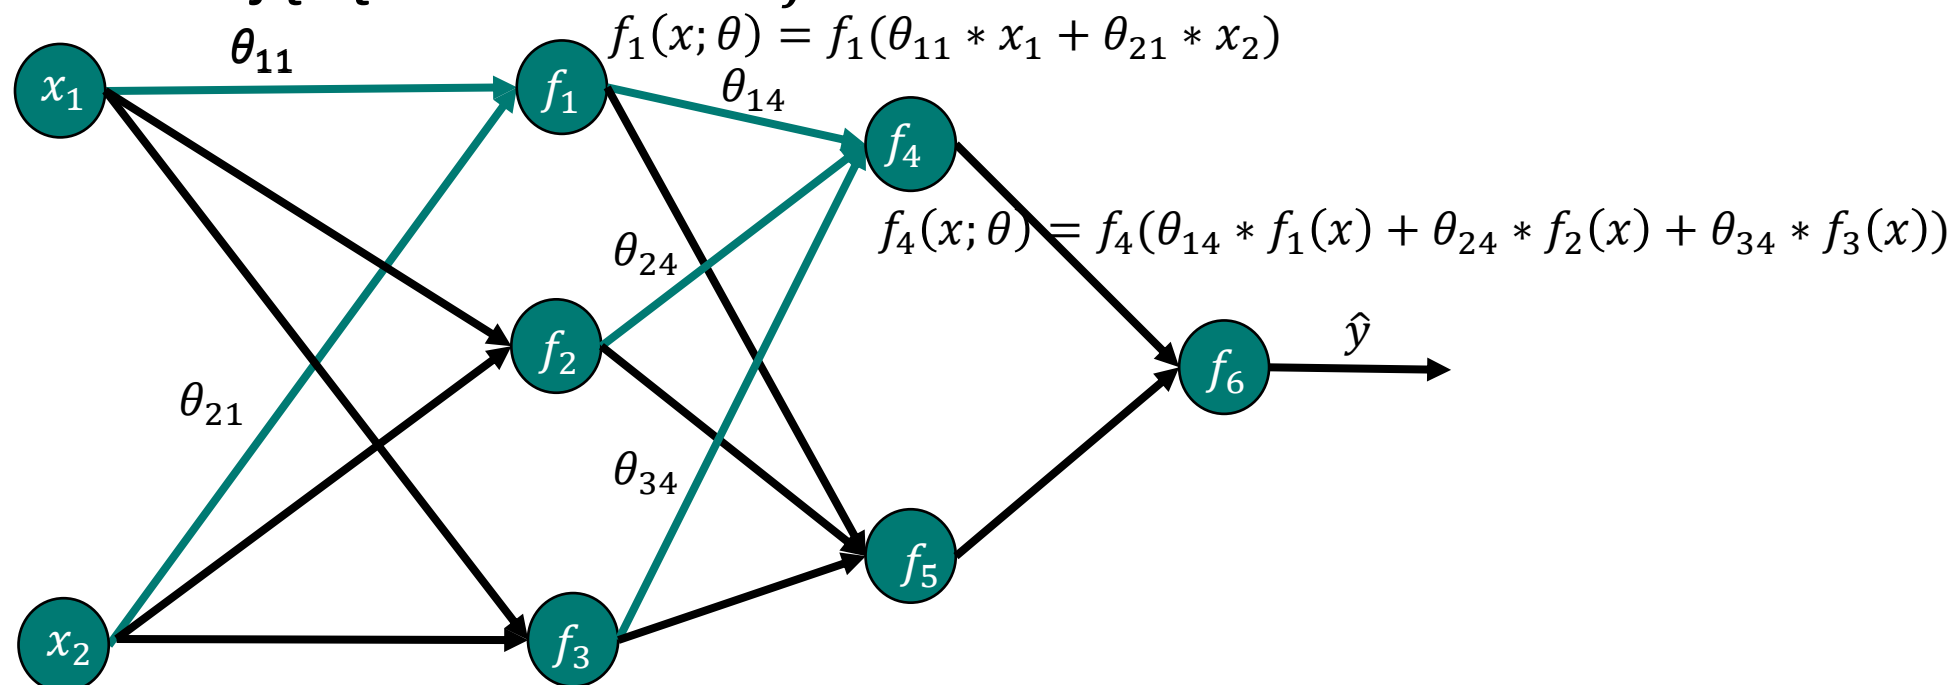 θ₁₁
f₁(x; θ) = f₁(θ₁₁ ∗ x₁ + θ₂₁ ∗ x₂)
x₁
f₁
θ₁₄
f₄
θ₂₄
f₄(x; θ) = f₄(θ₁₄ ∗ f₁(x) + θ₂₄ ∗ f₂(x) + θ₃₄ ∗ f₃(x))
f₂
ŷ
f₆
θ₂₁
θ₃₄
f₅
x₂
f₃